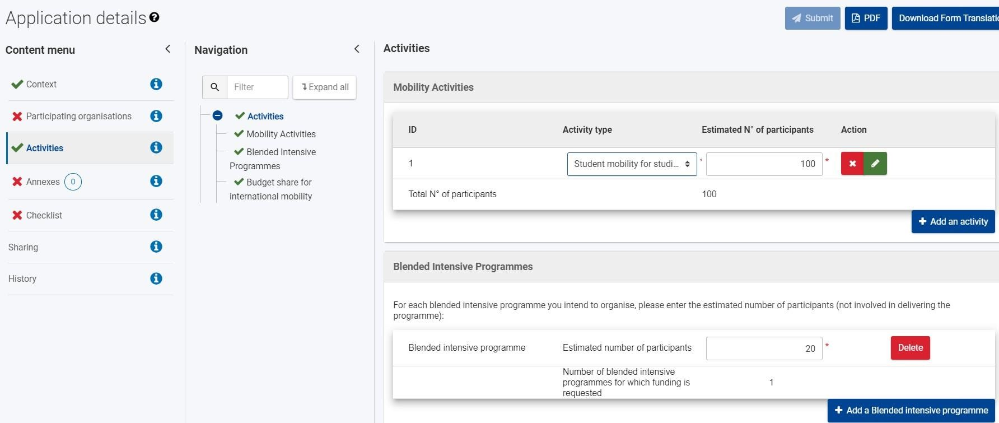 Application details
Submit
PDF
Download Form Translatio
Content menu
Context
Participating organisations
Activities
Annexes 0
Checklist
Sharing
History
Navigation
Filter
Expand all
Activities
Mobility Activities
Blended Intensive
Programmes
Budget share for
international mobility
Activities
Mobility Activities
ID Activity type Estimated N° of participants Action
1 Student mobility for studi... * 100 *
Total N° of participants 100
Add an activity
Blended Intensive Programmes
For each blended intensive programme you intend to organise, please enter the estimated number of participants (not involved in delivering the
programme):
Blended intensive programme Estimated number of participants 20 * Delete
Number of blended intensive
programmes for which funding is 1
requested
Add a Blended intensive programme